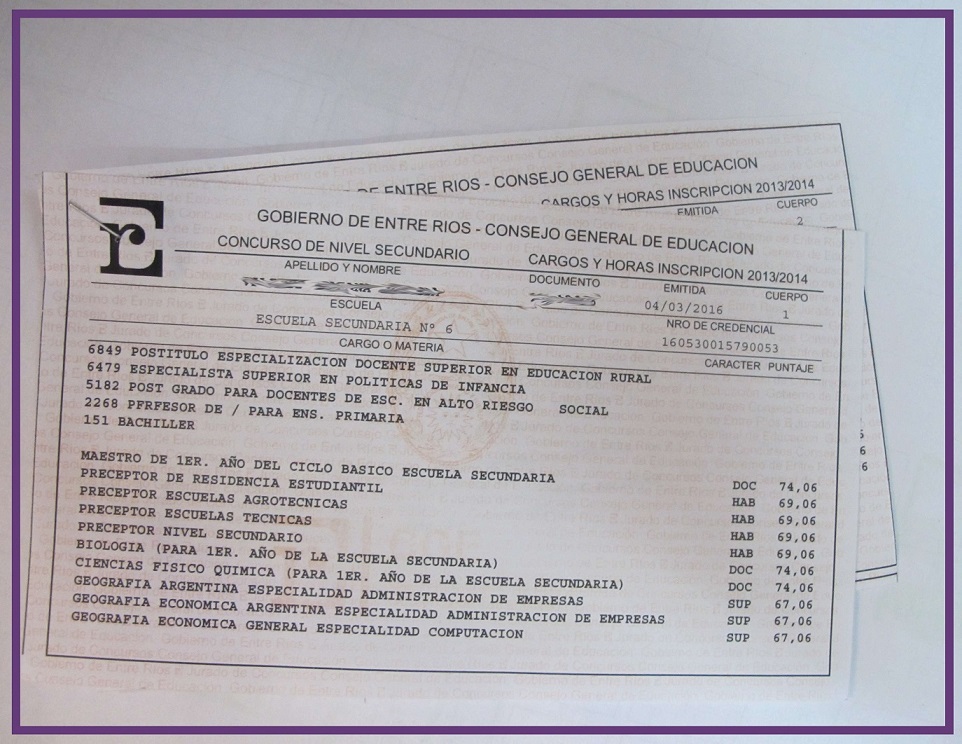 DE ENTRE RIOS - CONSEJO GENERAL DE EDUCACION
CARGOS Y HORAS INSCRIPCION 2013/2014
EMITIDA CUERPO
2
Er
GOBIERNO DE ENTRE RIOS - CONSEJO GENERAL DE EDUCACION
CONCURSO DE NIVEL SECUNDARIO CARGOS Y HORAS INSCRIPCION 2013/2014
APELLIDO Y NOMBRE DOCUMENTO EMITIDA CUERPO
04/03/2016 1
ESCUELA NRO DE CREDENCIAL
ESCUELA SECUNDARIA Nº 6 160530015790053
CARGO O MATERIA CARACTER PUNTAJE
6849 POSTITULO ESPECIALIZACION DOCENTE SUPERIOR EN EDUCACION RURAL
6479 ESPECIALISTA SUPERIOR EN POLITICAS DE INFANCIA
5182 POST GRADO PARA DOCENTES DE ESC. EN ALTO RIESGO SOCIAL
2268 PFRFESOR DE / PARA ENS. PRIMARIA
151 BACHILLER
MAESTRO DE 1ER. AÑO DEL CICLO BASICO ESCUELA SECUNDARIA DOC 74,06
PRECEPTOR DE RESIDENCIA ESTUDIANTIL HAB 69,06
PRECEPTOR ESCUELAS AGROTECNICAS HAB 69,06
PRECEPTOR ESCUELAS TECNICAS HAB 69,06
PRECEPTOR NIVEL SECUNDARIO HAB 69,06
BIOLOGIA (PARA 1ER. AÑO DE LA ESCUELA SECUNDARIA) DOC 74,06
CIENCIAS FISICO QUIMICA (PARA 1ER. AÑO DE LA ESCUELA SECUNDARIA) DOC 74,06
GEOGRAFIA ARGENTINA ESPECIALIDAD ADMINISTRACION DE EMPRESAS SUP 67,06
GEOGRAFIA ECONOMICA ARGENTINA ESPECIALIDAD ADMINISTRACION DE EMPRESAS SUP 67,06
GEOGRAFIA ECONOMICA GENERAL ESPECIALIDAD COMPUTACION SUP 67,06